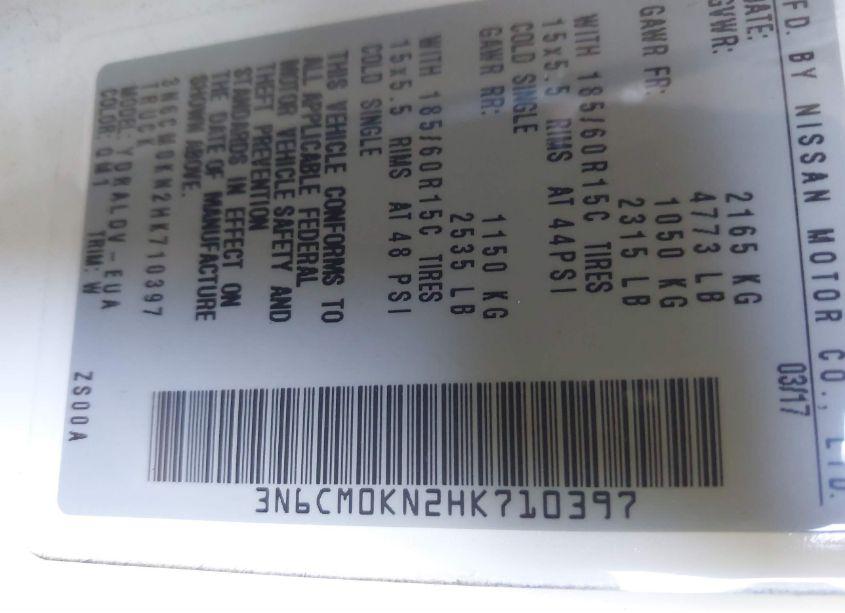 FD. BY NISSAN MOTOR CO., LTD.
DATE: 03/17
GVWR: 2165 KG
4773 LB
GAWR FR: 1050 KG
2315 LB
WITH 185/60R15C TIRES
15x5.5 RIMS AT 44PSI
COLD SINGLE
GAWR RR: 1150 KG
2535 LB
WITH 185/60R15C TIRES
15x5.5 RIMS AT 48 PSI
COLD SINGLE
THIS VEHICLE CONFORMS TO
ALL APPLICABLE FEDERAL
MOTOR VEHICLE SAFETY AND
THEFT PREVENTION
STANDARDS IN EFFECT ON
THE DATE OF MANUFACTURE
SHOWN ABOVE.
3N6CM0KN2HK710397
TRUCK
MODE: YDRALQV-EUA
COLOR: QM1 TRIM: W ZS00A
3N6CM0KN2HK710397